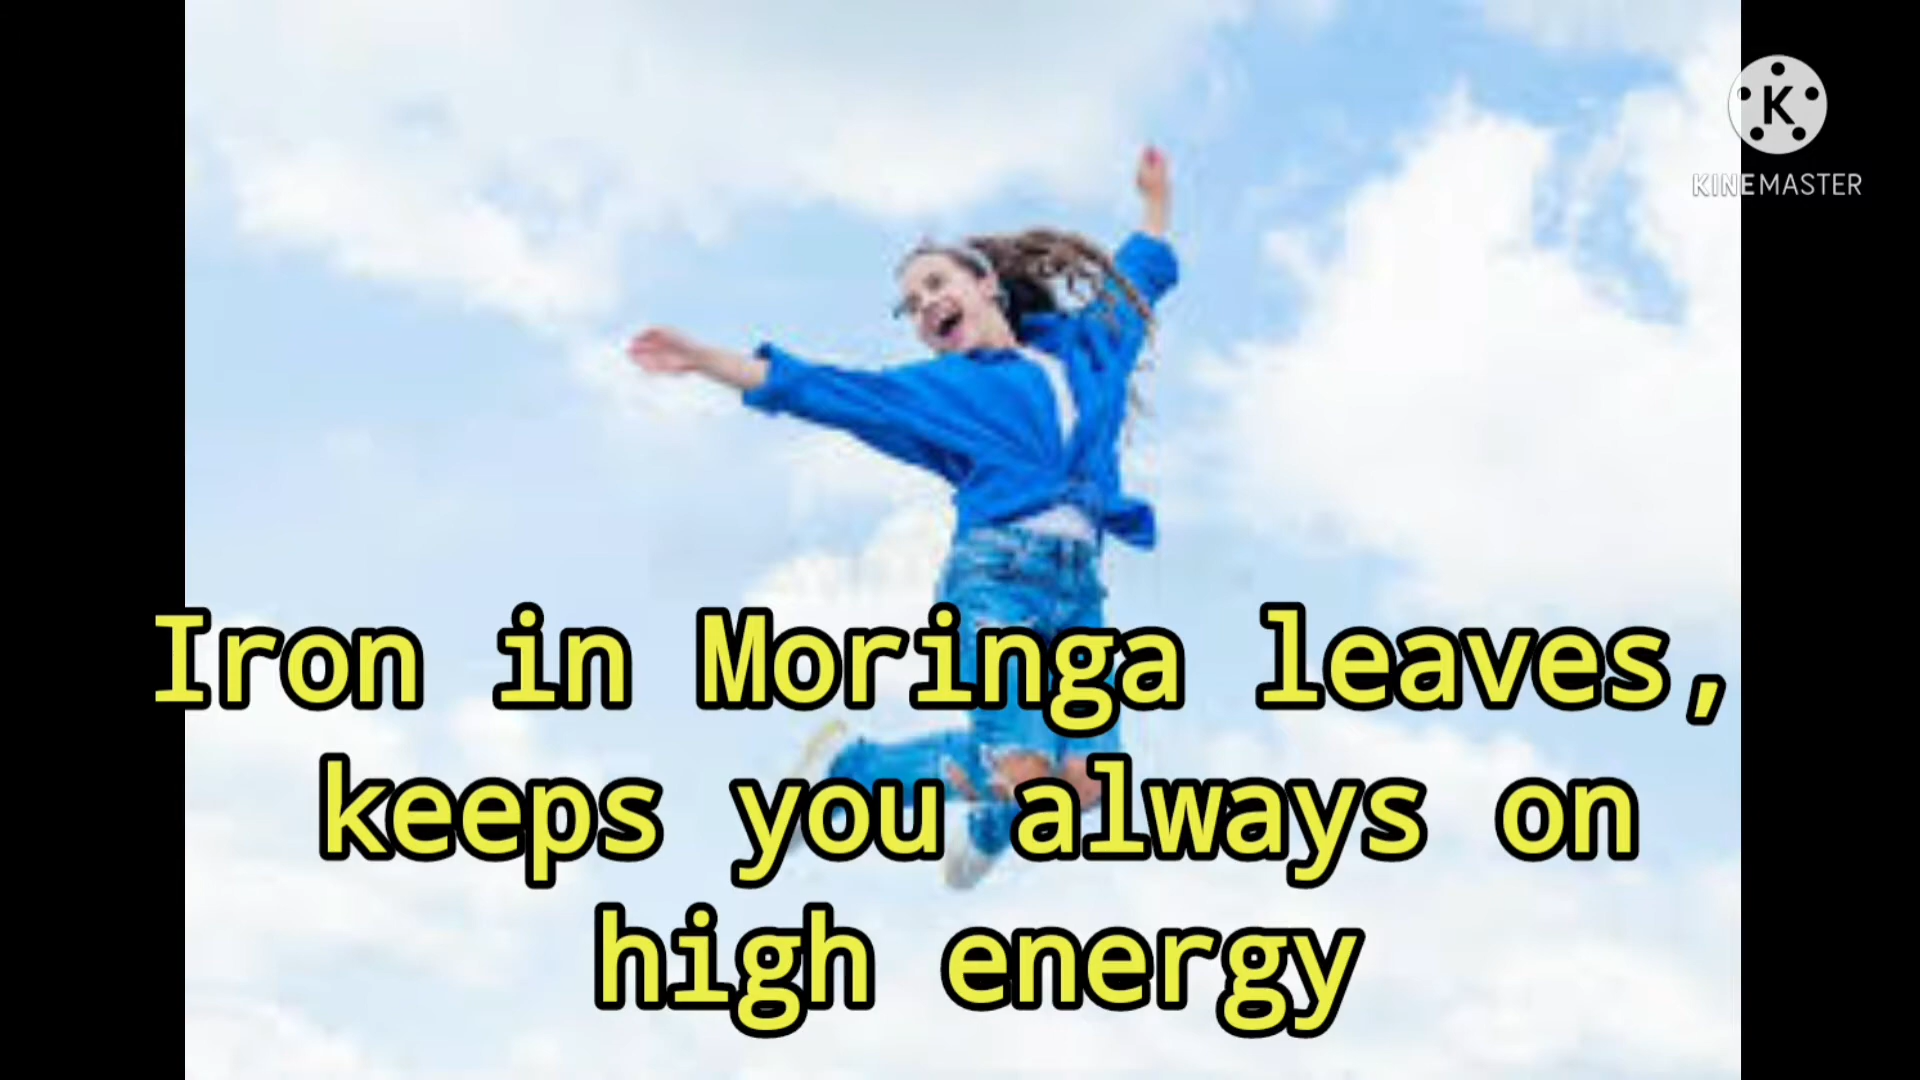 K
KINEMASTER
Iron in Moringa leaves,
keeps you always on
high energy